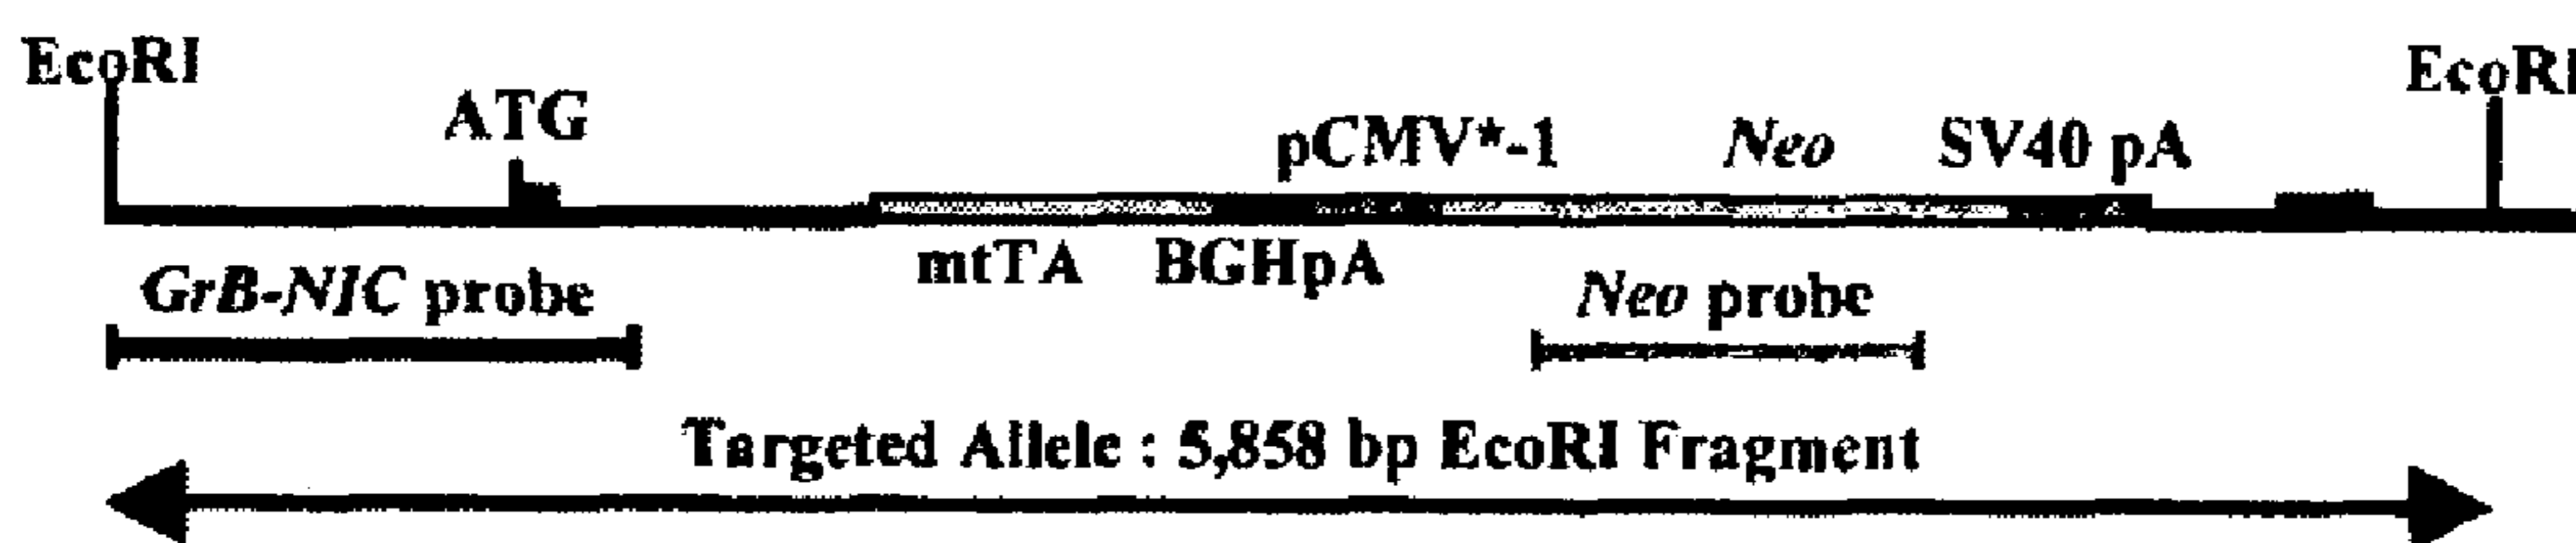 EcoRI
EcoRI
ATG
pCMV*-1 Neo SV40 pA
mtTA BGHpA
GrB-NJC probe
Neo probe
Targeted Allele : 5,858 bp EcoRI Fragment